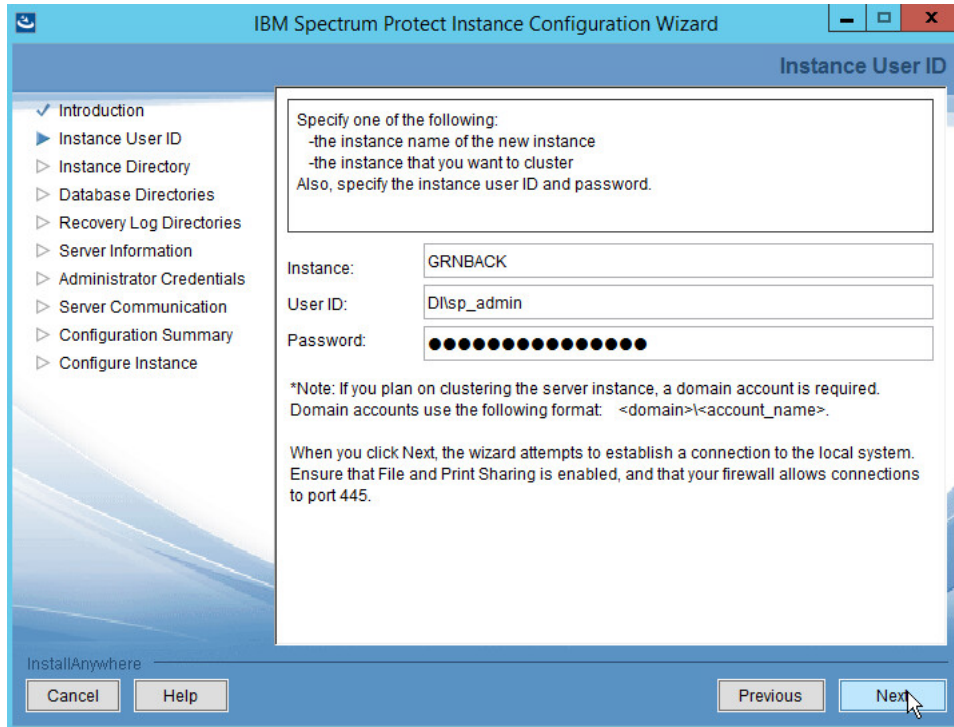 IBM Spectrum Protect Instance Configuration Wizard
Instance User ID
Introduction
Instance User ID
Instance Directory
Database Directories
Recovery Log Directories
Server Information
Administrator Credentials
Server Communication
Configuration Summary
Configure Instance
Specify one of the following:
-the instance name of the new instance
-the instance that you want to cluster
Also, specify the instance user ID and password.
Instance: GRNBACK
User ID: DI\sp_admin
Password: ●●●●●●●●●●●●●●●
*Note: If you plan on clustering the server instance, a domain account is required.
Domain accounts use the following format: <domain>\<account_name>.
When you click Next, the wizard attempts to establish a connection to the local system.
Ensure that File and Print Sharing is enabled, and that your firewall allows connections
to port 445.
InstallAnywhere
Cancel Help Previous Next